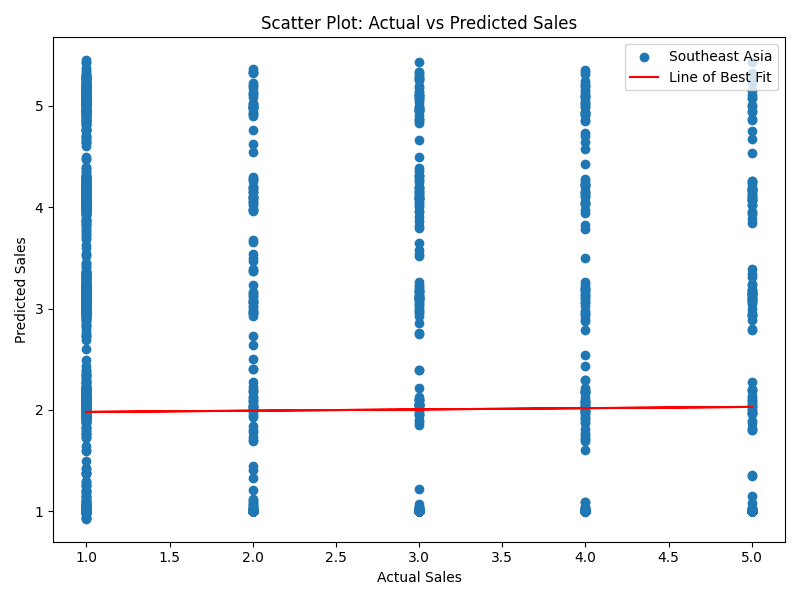 Scatter Plot: Actual vs Predicted Sales
Southeast Asia
Line of Best Fit
5
4
3
2
1
Predicted Sales
1.0 1.5 2.0 2.5 3.0 3.5 4.0 4.5 5.0
Actual Sales